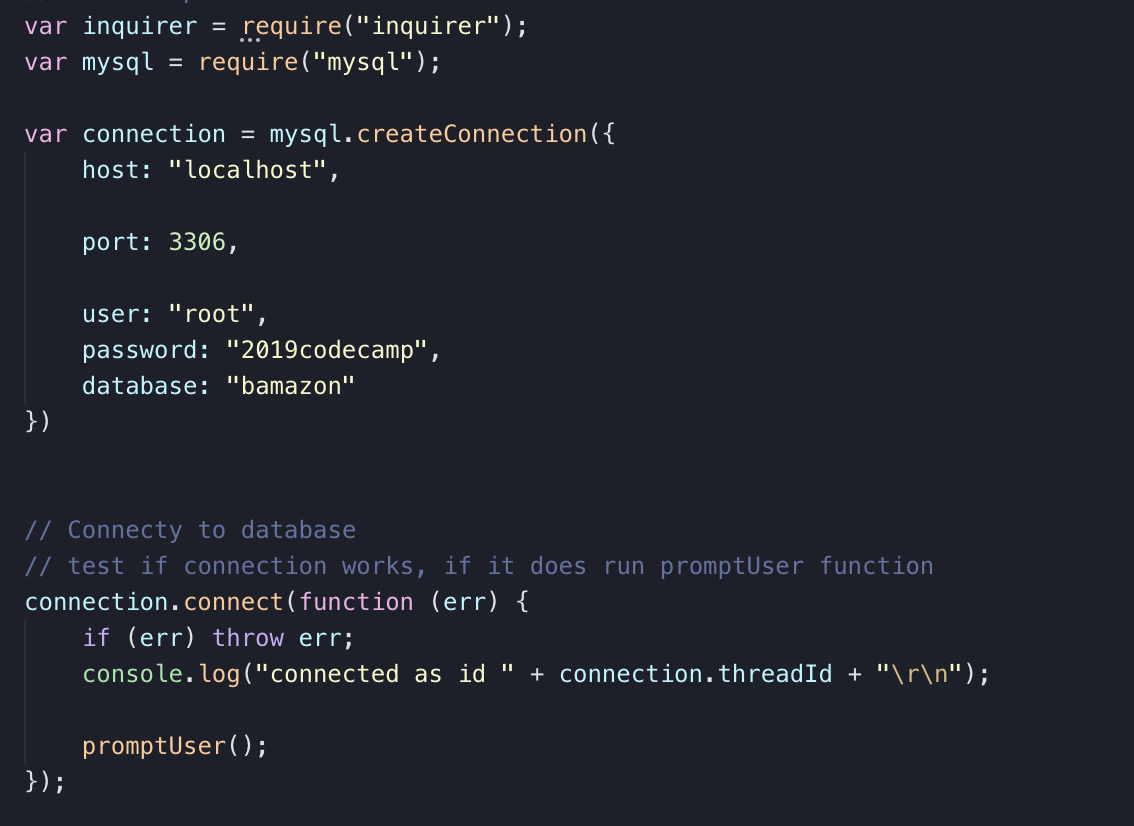 var inquirer = require("inquirer");
var mysql = require("mysql");
var connection = mysql.createConnection({
    host: "localhost",
    port: 3306,
    user: "root",
    password: "2019codecamp",
    database: "bamazon"
})
// Connecty to database
// test if connection works, if it does run promptUser function
connection.connect(function (err) {
    if (err) throw err;
    console.log("connected as id " + connection.threadId + "\r\n");
    promptUser();
});